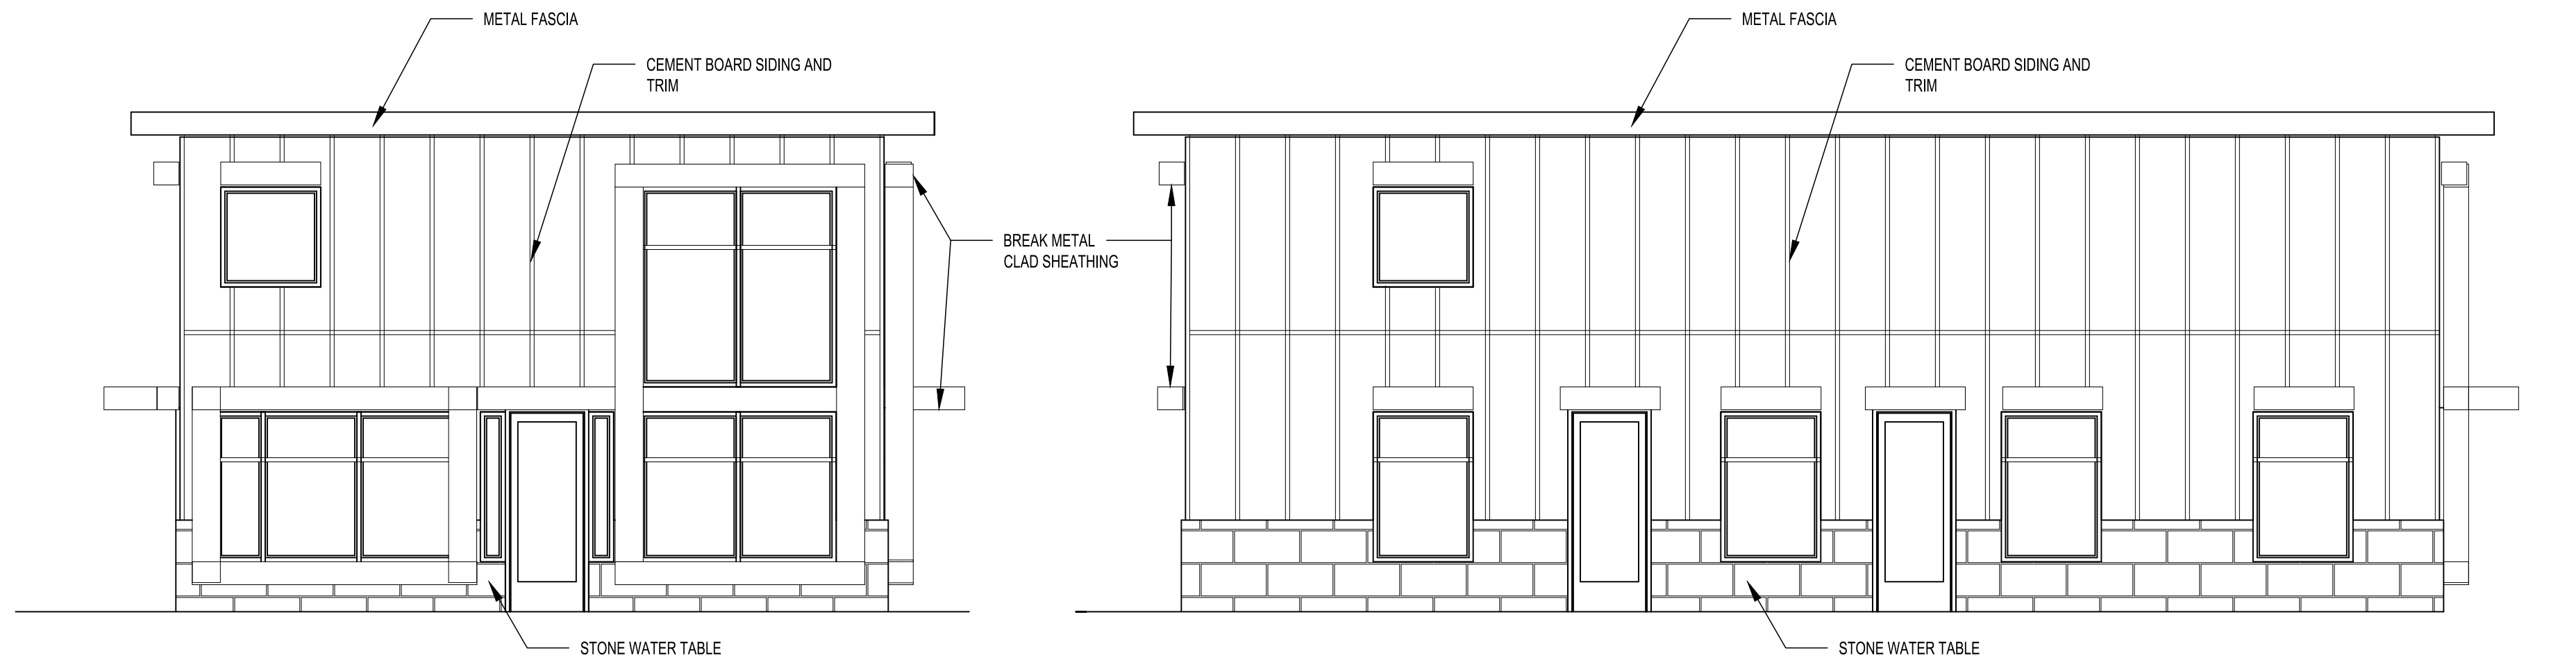 METAL FASCIA
CEMENT BOARD SIDING AND
TRIM
METAL FASCIA
CEMENT BOARD SIDING AND
TRIM
BREAK METAL
CLAD SHEATHING
STONE WATER TABLE
STONE WATER TABLE